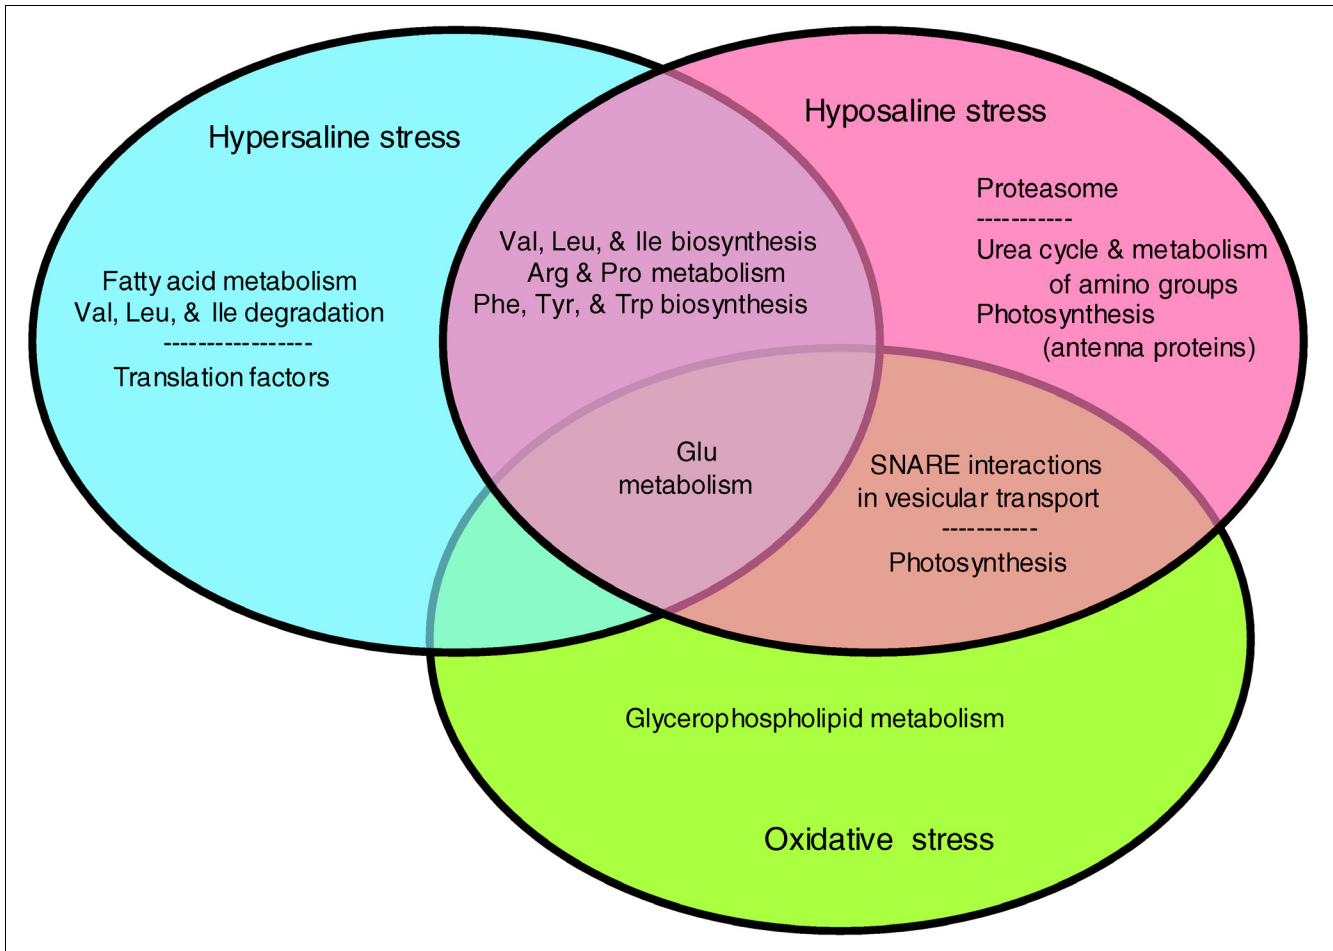 Hypersaline stress
Fatty acid metabolism
Val, Leu, & Ile degradation
-----------------
Translation factors
Hyposaline stress
Proteasome
-----------
Urea cycle & metabolism
of amino groups
Photosynthesis
(antenna proteins)
Val, Leu, & Ile biosynthesis
Arg & Pro metabolism
Phe, Tyr, & Trp biosynthesis
Glu
metabolism
SNARE interactions
in vesicular transport
-----------
Photosynthesis
Glycerophospholipid metabolism
Oxidative stress